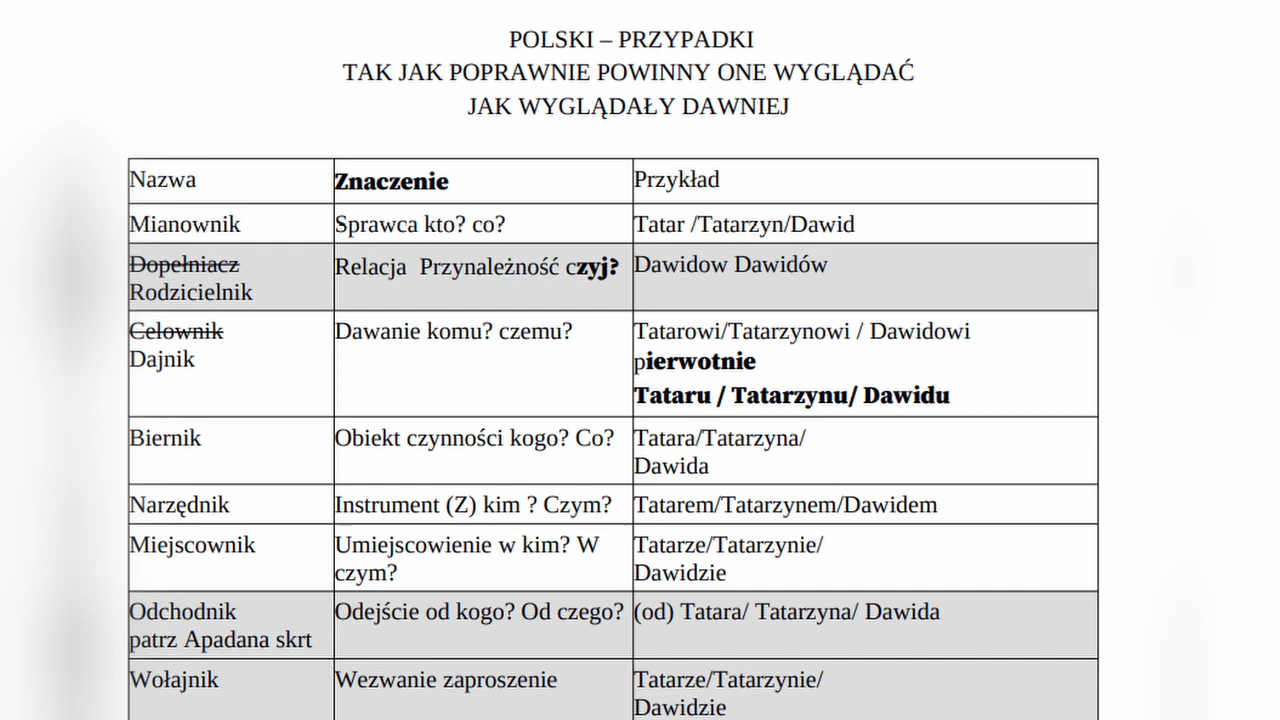 POLSKI – PRZYPADKI
TAK JAK POPRAWNIE POWINNY ONE WYGLĄDAĆ
JAK WYGLĄDAŁY DAWNIEJ
Nazwa Znaczenie Przykład
Mianownik Sprawca kto? co? Tatar /Tatarzyn/Dawid
Dopełniacz Relacja Przynależność czyj? Dawidow Dawidów
Rodzicielnik
Celownik Dawanie komu? czemu? Tatarowi/Tatarzynowi / Dawidowi
Dajnik pierwotnie
Tataru / Tatarzynu/ Dawidu
Biernik Obiekt czynności kogo? Co? Tatara/Tatarzyna/
Dawida
Narzędnik Instrument (Z) kim ? Czym? Tatarem/Tatarzynem/Dawidem
Miejscownik Umiejscowienie w kim? W Tatarze/Tatarzynie/
czym? Dawidzie
Odchodnik Odejście od kogo? Od czego? (od) Tatara/ Tatarzyna/ Dawida
patrz Apadana skrt
Wołajnik Wezwanie zaproszenie Tatarze/Tatarzynie/
Dawidzie